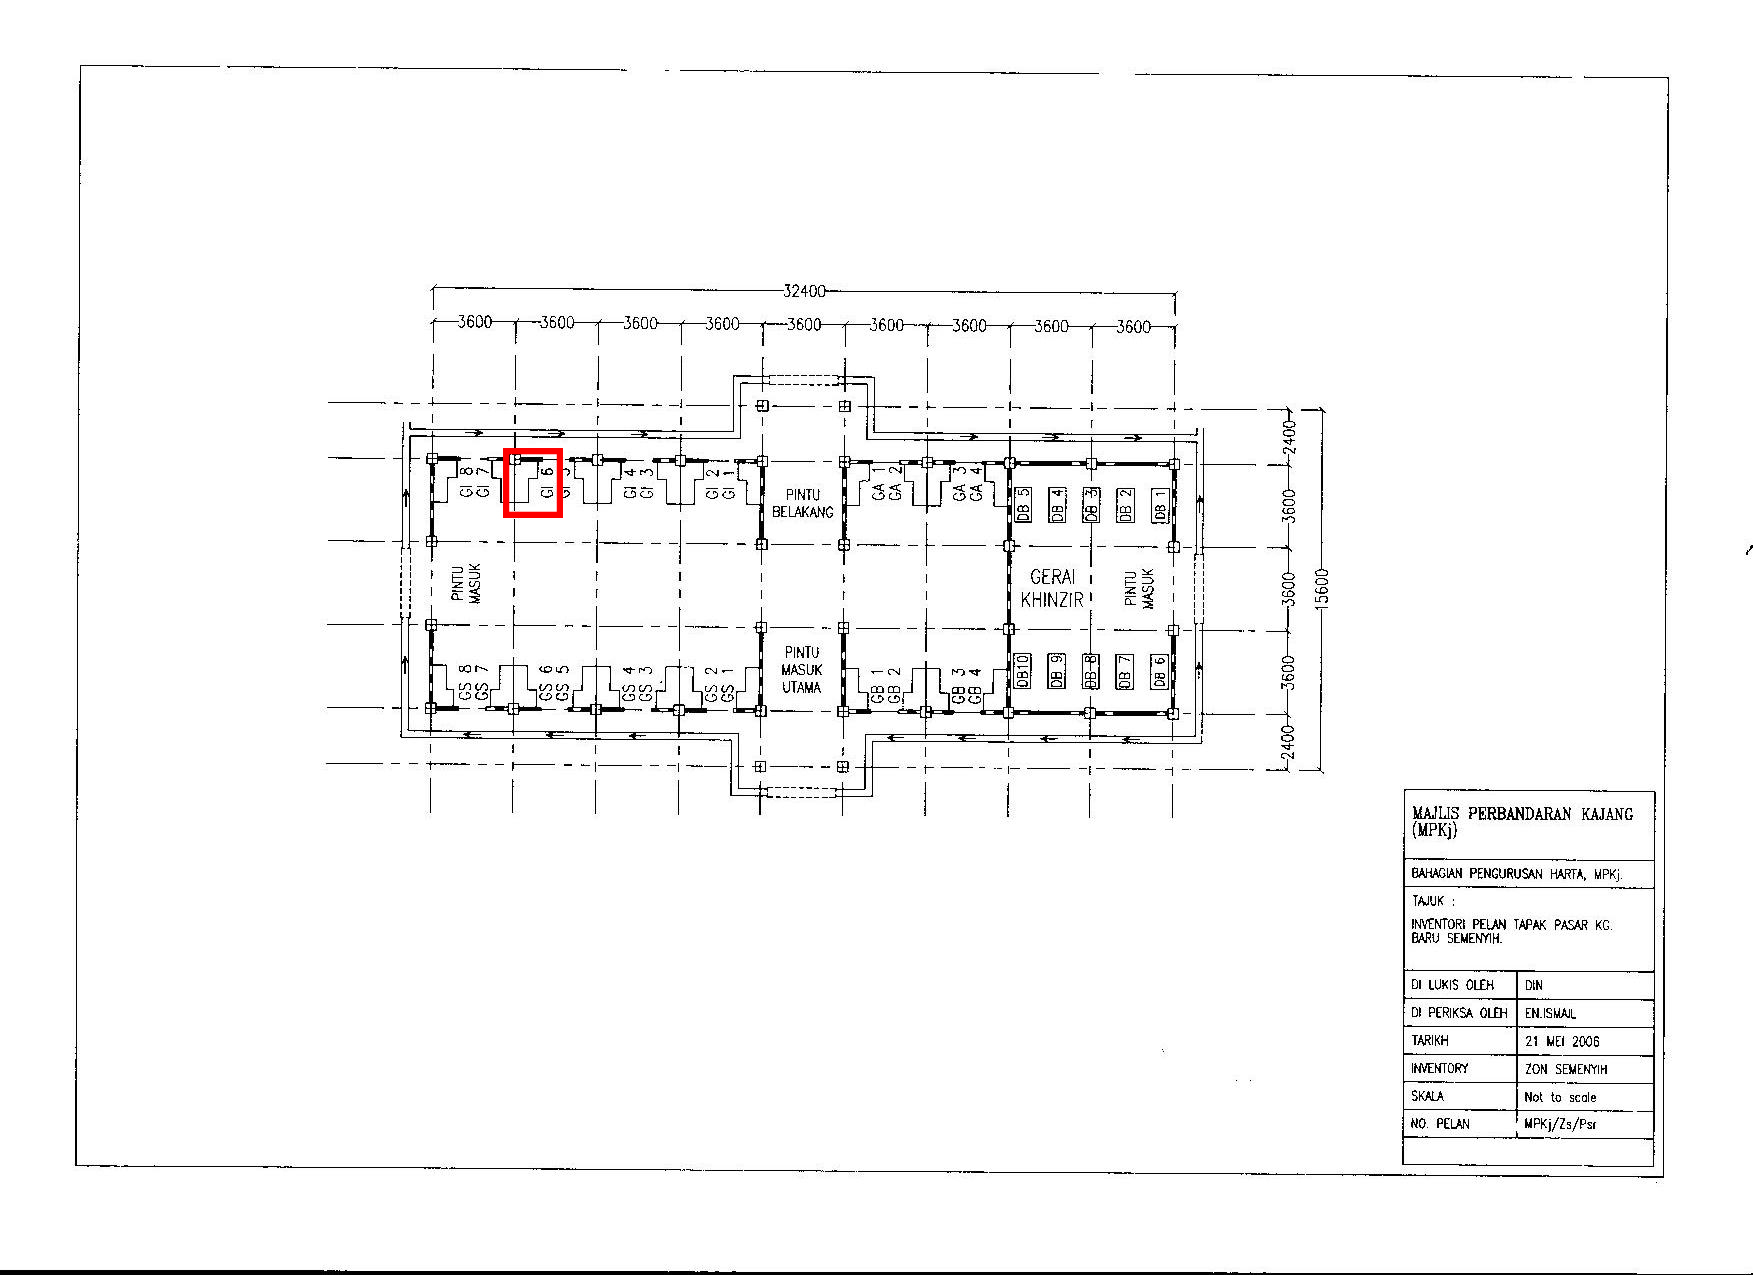 32400
3600 3600 3600 3600 3600 3600 3600 3600 3600
2400
3600
3600
3600
2400
15600
GI 8
GI 7
GI 6
GI 5
GI 4
GI 3
GI 2
GI 1
PINTU
BELAKANG
GA 1
GA 2
GA 3
GA 4
DB 5
DB 4
DB 3
DB 2
DB 1
PINTU
MASUK
GERAI
KHINZIR
PINTU
MASUK
GS 8
GS 7
GS 6
GS 5
GS 4
GS 3
GS 2
GS 1
PINTU
MASUK
UTAMA
GB 1
GB 2
GB 3
GB 4
DB10
DB 9
DB 8
DB 7
DB 6
MAJLIS PERBANDARAN KAJANG
(MPKj)
BAHAGIAN PENGURUSAN HARTA, MPKj.
TAJUK :
INVENTORI PELAN TAPAK PASAR KG.
BARU SEMENYIH.
DI LUKIS OLEH DIN
DI PERIKSA OLEH EN.ISMAIL
TARIKH 21 MEI 2006
INVENTORY ZON SEMENYIH
SKALA Not to scale
NO. PELAN MPKj/Zs/Psr